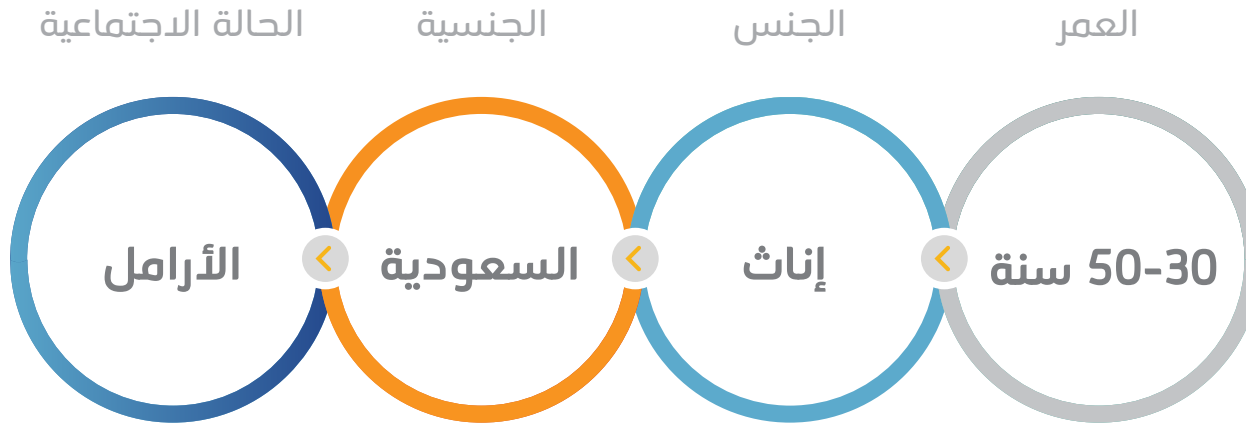 العمر
الجنس
الجنسية
الحالة الاجتماعية
30-50 سنة
إناث
السعودية
الأرامل